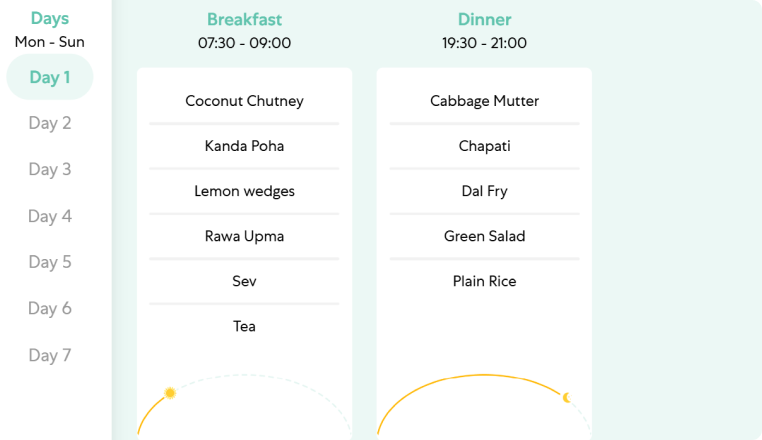 Days
Mon - Sun
Day 1
Day 2
Day 3
Day 4
Day 5
Day 6
Day 7
Breakfast
07:30 - 09:00
Coconut Chutney
Kanda Poha
Lemon wedges
Rawa Upma
Sev
Tea
Dinner
19:30 - 21:00
Cabbage Mutter
Chapati
Dal Fry
Green Salad
Plain Rice